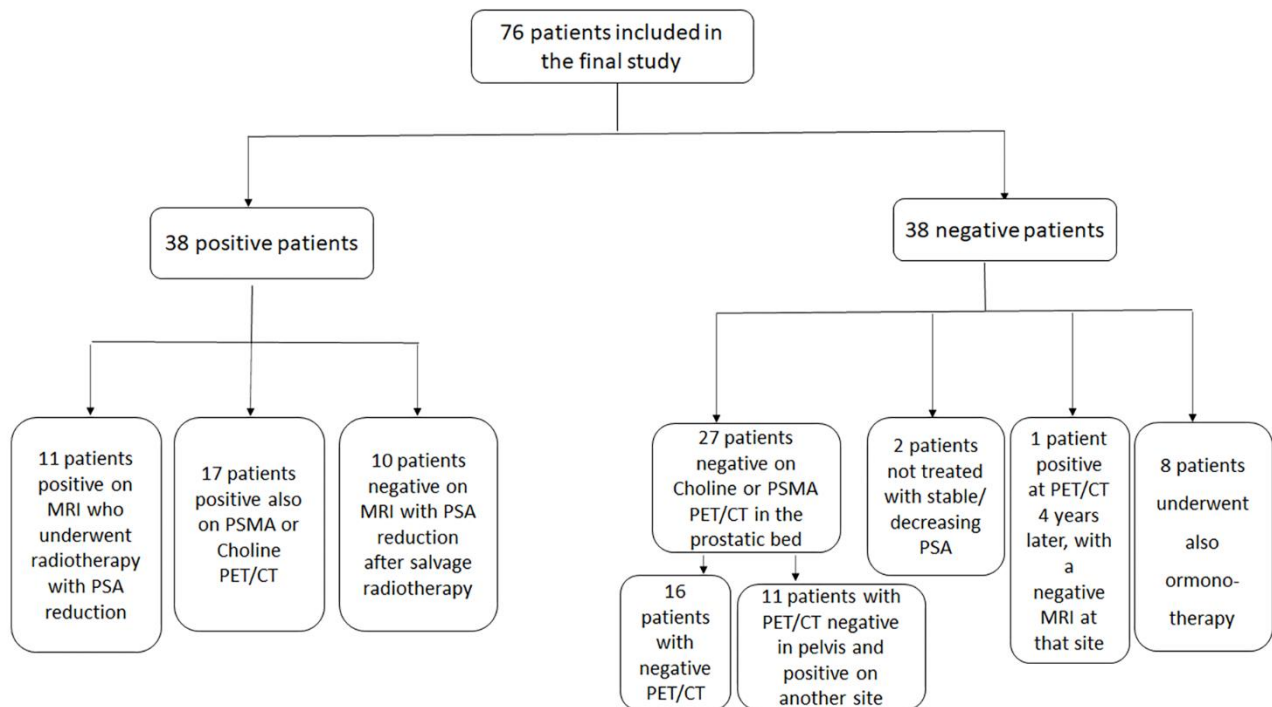 76 patients included in
the final study
38 positive patients
38 negative patients
11 patients
positive on
MRI who
underwent
radiotherapy
with PSA
reduction
17 patients
positive also
on PSMA or
Choline
PET/CT
10 patients
negative on
MRI with PSA
reduction
after salvage
radiotherapy
27 patients
negative on
Choline or PSMA
PET/CT in the
prostatic bed
2 patients
not treated
with stable/
decreasing
PSA
1 patient
positive
at PET/CT
4 years
later, with
a
negative
MRI at
that site
8 patients
underwent
also
ormono-
therapy
16
patients
with
negative
PET/CT
11 patients with
PET/CT negative
in pelvis and
positive on
another site